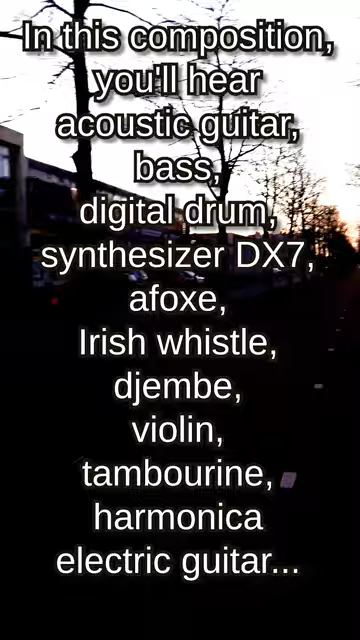 In this composition,
you'll hear
acoustic guitar,
bass,
digital drum,
synthesizer DX7,
afoxe,
Irish whistle,
djembe,
violin,
tambourine,
harmonica
electric guitar...